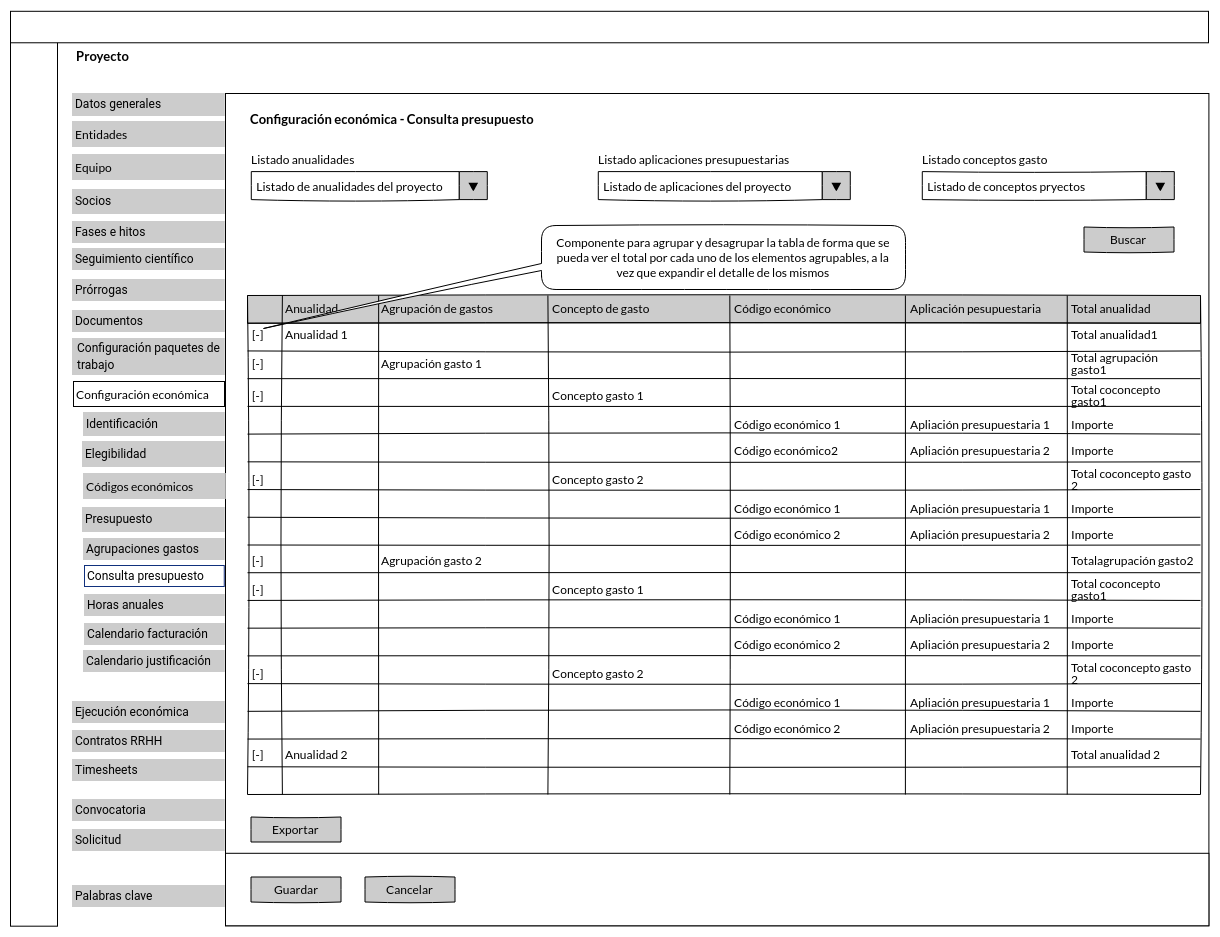 Proyecto
Datos generales
Entidades
Equipo
Socios
Fases e hitos
Seguimiento científico
Prórrogas
Documentos
Configuración paquetes de
trabajo
Configuración económica
Identificación
Elegibilidad
Códigos económicos
Presupuesto
Agrupaciones gastos
Consulta presupuesto
Horas anuales
Calendario facturación
Calendario justificación
Ejecución económica
Contratos RRHH
Timesheets
Convocatoria
Solicitud
Palabras clave
Configuración económica - Consulta presupuesto
Listado anualidades
Listado aplicaciones presupuestarias
Listado conceptos gasto
Listado de anualidades del proyecto ▼
Listado de aplicaciones del proyecto ▼
Listado de conceptos pryectos ▼
Buscar
Componente para agrupar y desagrupar la tabla de forma que se
pueda ver el total por cada uno de los elementos agrupables, a la
vez que expandir el detalle de los mismos
Anualidad Agrupación de gastos Concepto de gasto Código económico Aplicación pesupuestaria Total anualidad
[-] Anualidad 1 Total anualidad1
[-] Agrupación gasto 1 Total agrupación
gasto1
[-] Concepto gasto 1 Total coconcepto
gasto1
Código económico 1 Apliación presupuestaria 1 Importe
Código económico2 Apliación presupuestaria 2 Importe
[-] Concepto gasto 2 Total coconcepto gasto
2
Código económico 1 Apliación presupuestaria 1 Importe
Código económico 2 Apliación presupuestaria 2 Importe
[-] Agrupación gasto 2 Totalagrupación gasto2
[-] Concepto gasto 1 Total coconcepto
gasto1
Código económico 1 Apliación presupuestaria 1 Importe
Código económico 2 Apliación presupuestaria 2 Importe
[-] Concepto gasto 2 Total coconcepto gasto
2
Código económico 1 Apliación presupuestaria 1 Importe
Código económico 2 Apliación presupuestaria 2 Importe
[-] Anualidad 2 Total anualidad 2
Exportar
Guardar Cancelar